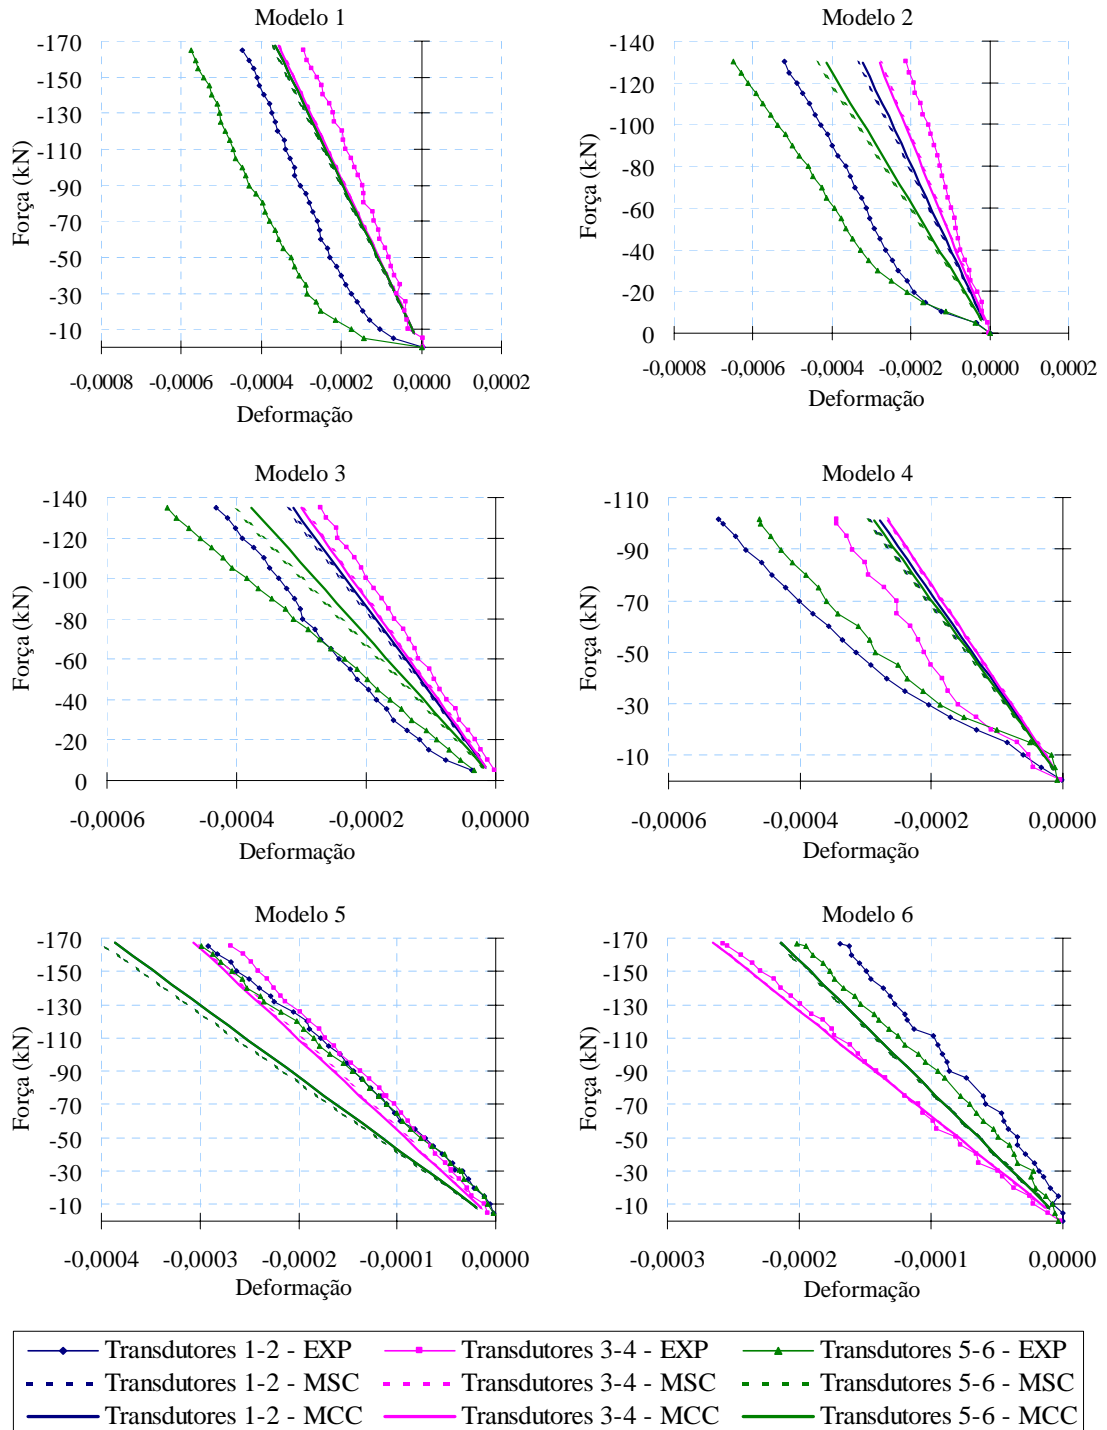 Modelo 1
-170
-150
-130
-110
-90
-70
-50
-30
-10
Força (kN)
-0,0008 -0,0006 -0,0004 -0,0002 0,0000 0,0002
Deformação
Modelo 2
-140
-120
-100
-80
-60
-40
-20
0
Força (kN)
-0,0008 -0,0006 -0,0004 -0,0002 0,0000 0,0002
Deformação
Modelo 3
-140
-120
-100
-80
-60
-40
-20
0
Força (kN)
-0,0006 -0,0004 -0,0002 0,0000
Deformação
Modelo 4
-110
-90
-70
-50
-30
-10
Força (kN)
-0,0006 -0,0004 -0,0002 0,0000
Deformação
Modelo 5
-170
-150
-130
-110
-90
-70
-50
-30
-10
Força (kN)
-0,0004 -0,0003 -0,0002 -0,0001 0,0000
Deformação
Modelo 6
-170
-150
-130
-110
-90
-70
-50
-30
-10
Força (kN)
-0,0003 -0,0002 -0,0001 0,0000
Deformação
Transdutores 1-2 - EXP Transdutores 3-4 - EXP Transdutores 5-6 - EXP
Transdutores 1-2 - MSC Transdutores 3-4 - MSC Transdutores 5-6 - MSC
Transdutores 1-2 - MCC Transdutores 3-4 - MCC Transdutores 5-6 - MCC